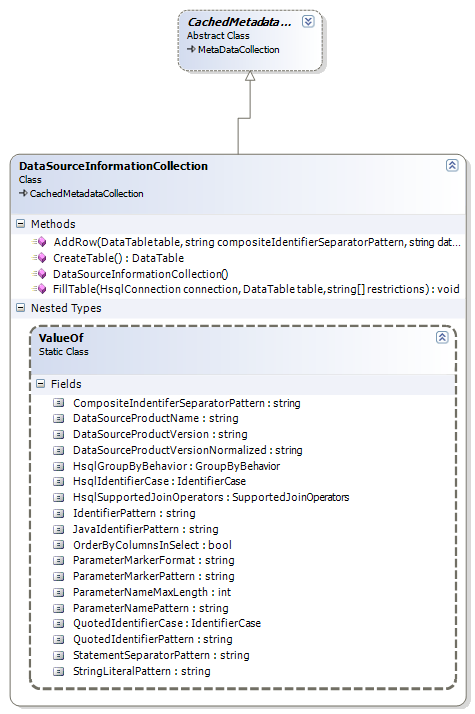 CachedMetadata ...
Abstract Class
MetaDataCollection
DataSourceInformationCollection
Class
CachedMetadataCollection
Methods
AddRow(DataTabletable, string compositeIdentifierSeparatorPattern, string dat...
CreateTable() : DataTable
DataSourceInformationCollection()
FillTable(HsqlConnection connection, DataTable table,string[] restrictions) : void
Nested Types
ValueOf
Static Class
Fields
CompositeIndentiferSeparatorPattern : string
DataSourceProductName : string
DataSourceProductVersion : string
DataSourceProductVersionNormalized : string
HsqlGroupByBehavior : GroupByBehavior
HsqlIdentifierCase : IdentifierCase
HsqlSupportedJoinOperators : SupportedJoinOperators
IdentifierPattern : string
JavaIdentifierPattern : string
OrderByColumnsInSelect : bool
ParameterMarkerFormat : string
ParameterMarkerPattern : string
ParameterNameMaxLength : int
ParameterNamePattern : string
QuotedIdentifierCase : IdentifierCase
QuotedIdentifierPattern : string
StatementSeparatorPattern : string
StringLiteralPattern : string